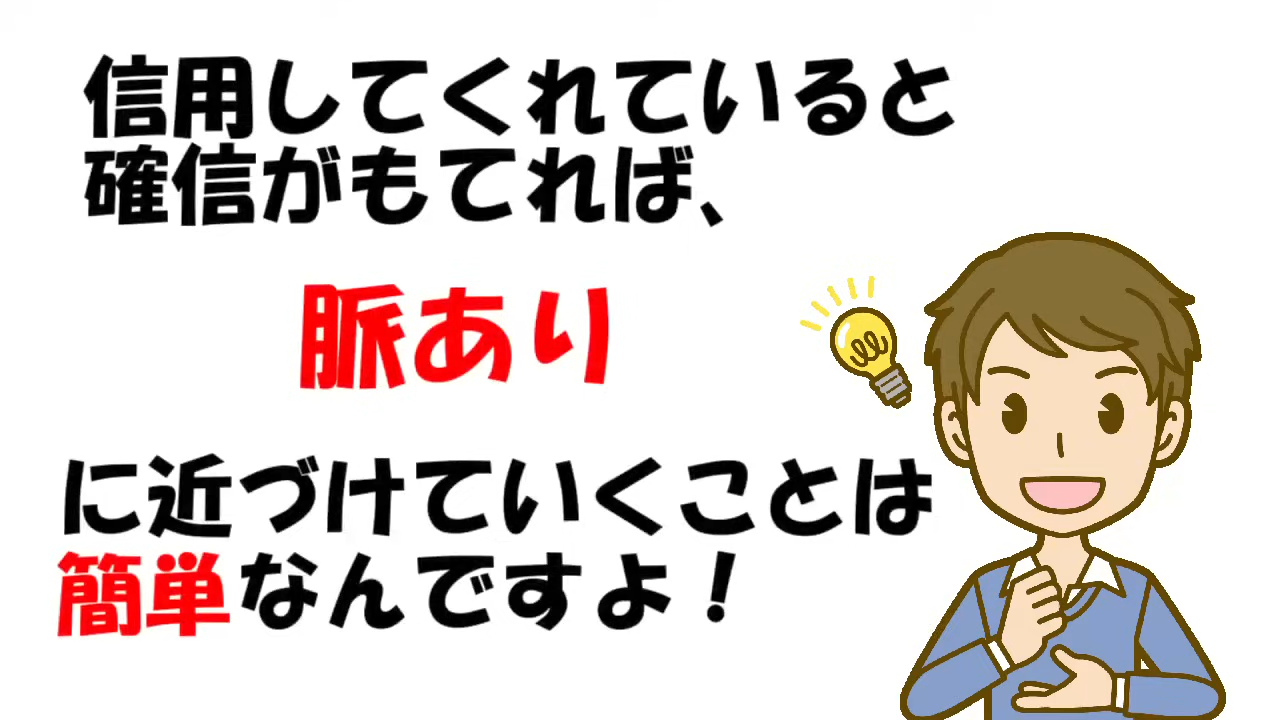 信用してくれていると
確信がもてれば、
脈あり
に近づけていくことは
簡単なんですよ！